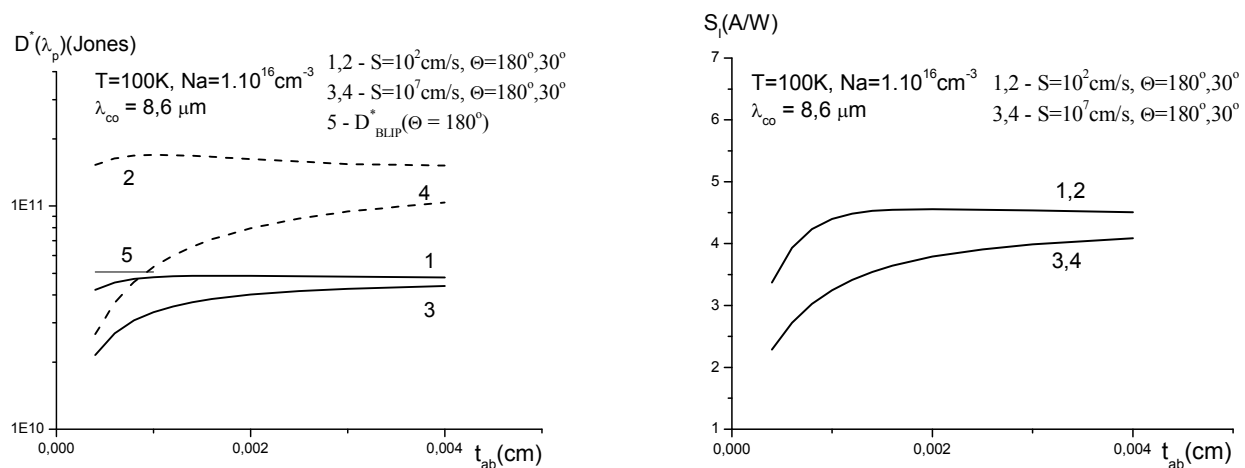 D*(λp)(Jones)
T=100K, Na=1.10^16cm^-3
λco = 8,6 μm
1,2 - S=10^2cm/s, Θ=180°,30°
3,4 - S=10^7cm/s, Θ=180°,30°
5 - D*BLIP(Θ = 180°)
2
4
1E11
5
1
3
1E10
0,000
0,002
0,004
tab(cm)
SI(A/W)
7
T=100K, Na=1.10^16cm^-3
λco = 8,6 μm
1,2 - S=10^2cm/s, Θ=180°,30°
3,4 - S=10^7cm/s, Θ=180°,30°
6
5
1,2
4
3,4
3
2
1
0,000
0,002
0,004
tab(cm)